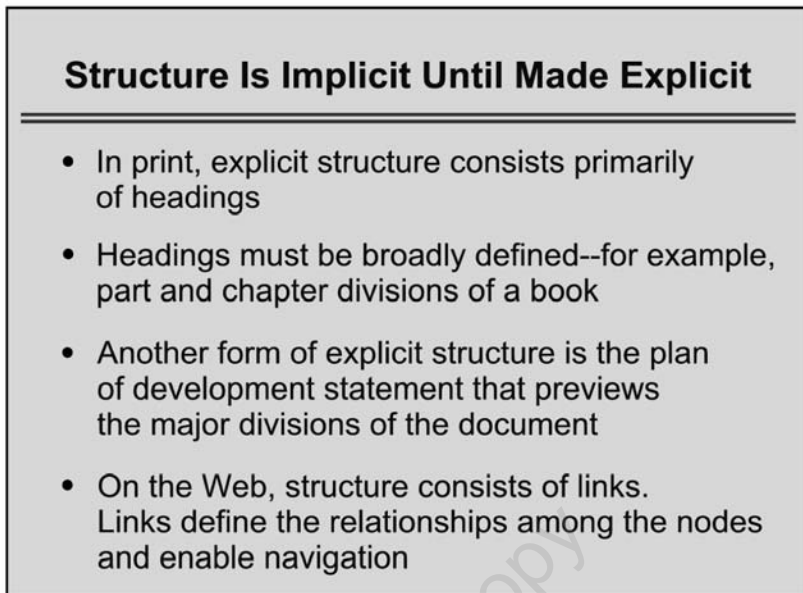 Structure Is Implicit Until Made Explicit
• In print, explicit structure consists primarily
of headings
• Headings must be broadly defined--for example,
part and chapter divisions of a book
• Another form of explicit structure is the plan
of development statement that previews
the major divisions of the document
• On the Web, structure consists of links.
Links define the relationships among the nodes
and enable navigation
opy